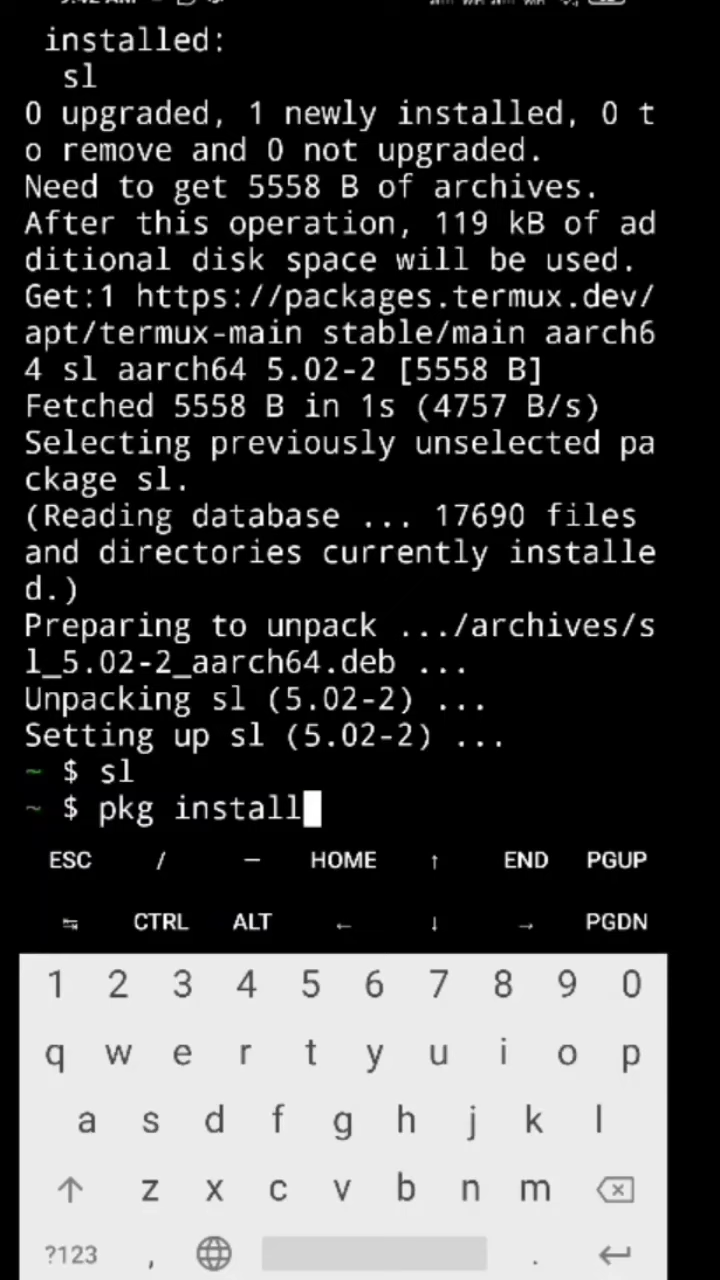 installed:
sl
0 upgraded, 1 newly installed, 0 t
o remove and 0 not upgraded.
Need to get 5558 B of archives.
After this operation, 119 kB of ad
ditional disk space will be used.
Get:1 https://packages.termux.dev/
apt/termux-main stable/main aarch6
4 sl aarch64 5.02-2 [5558 B]
Fetched 5558 B in 1s (4757 B/s)
Selecting previously unselected pa
ckage sl.
(Reading database ... 17690 files
and directories currently installe
d.)
Preparing to unpack .../archives/s
l_5.02-2_aarch64.deb ...
Unpacking sl (5.02-2) ...
Setting up sl (5.02-2) ...
~ $ sl
~ $ pkg install
ESC / — HOME ↑ END PGUP
↹ CTRL ALT ← ↓ → PGDN
1 2 3 4 5 6 7 8 9 0
q w e r t y u i o p
a s d f g h j k l
z x c v b n m
?123 , .